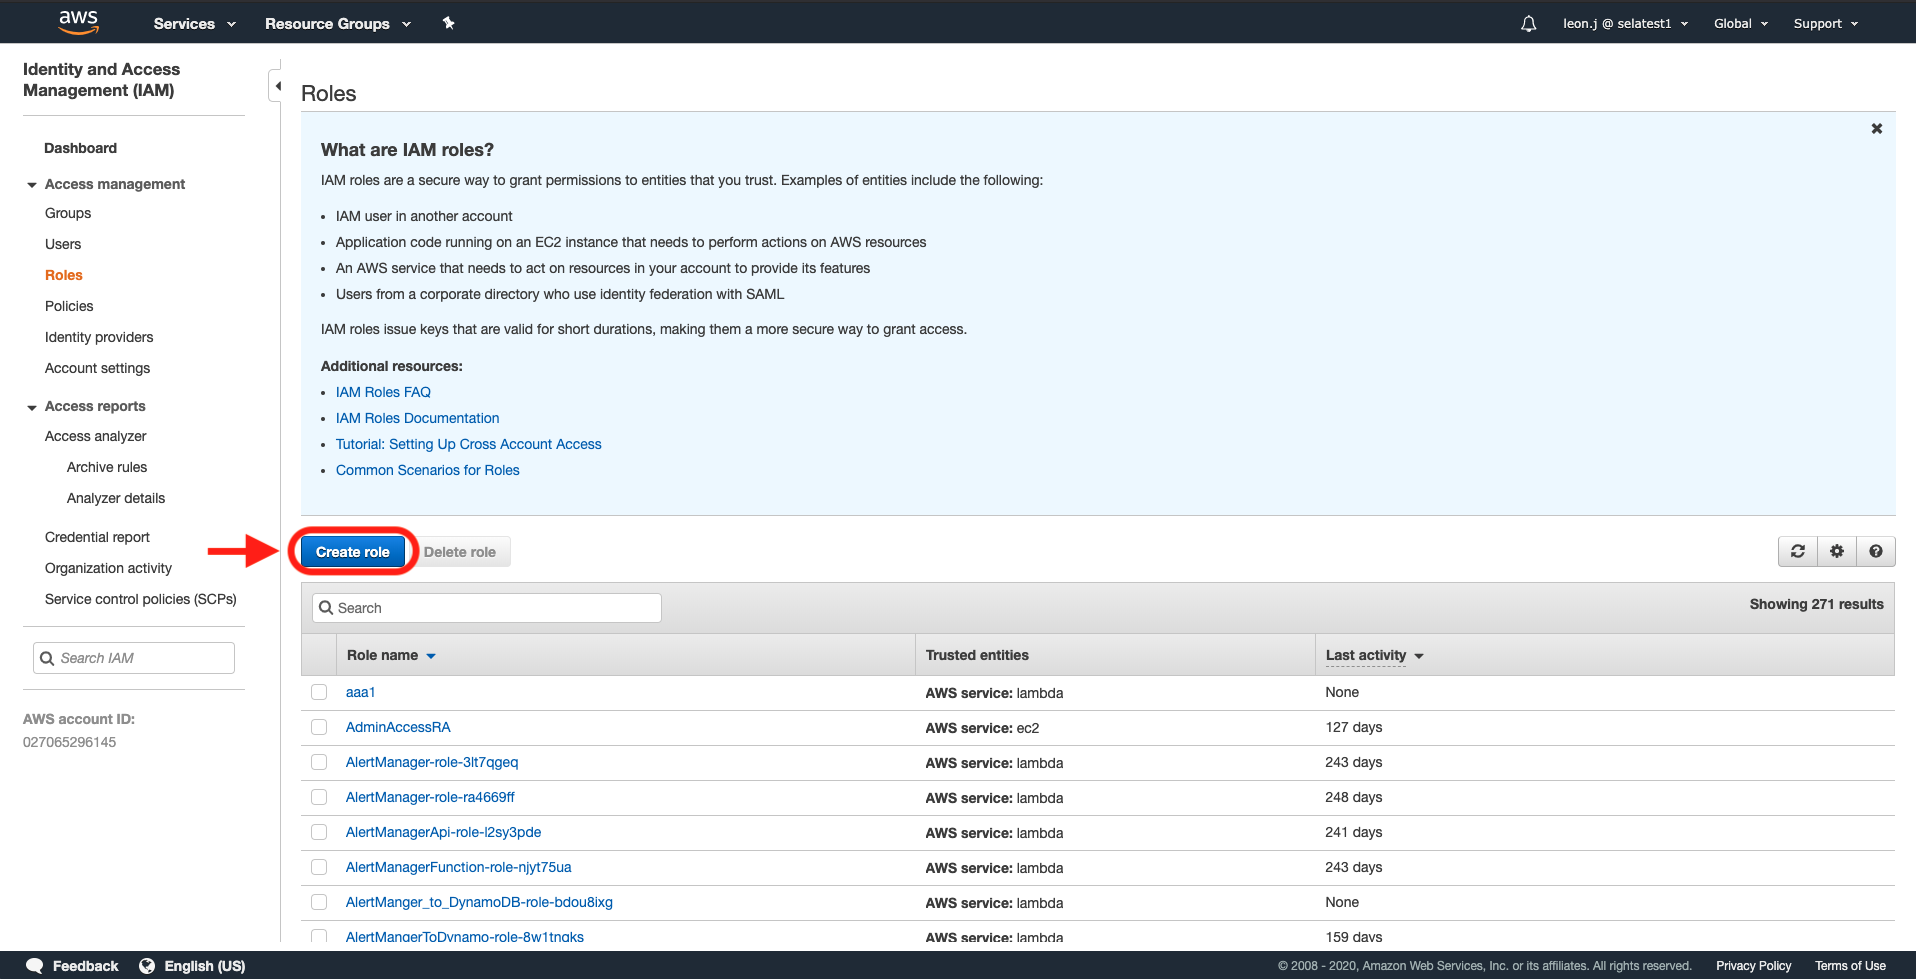 aws Services Resource Groups leon.j @ selatest1 Global Support
Identity and Access
Management (IAM)
Dashboard
Access management
Groups
Users
Roles
Policies
Identity providers
Account settings
Access reports
Access analyzer
Archive rules
Analyzer details
Credential report
Organization activity
Service control policies (SCPs)
Search IAM
AWS account ID:
027065296145
Roles
What are IAM roles?
IAM roles are a secure way to grant permissions to entities that you trust. Examples of entities include the following:
• IAM user in another account
• Application code running on an EC2 instance that needs to perform actions on AWS resources
• An AWS service that needs to act on resources in your account to provide its features
• Users from a corporate directory who use identity federation with SAML
IAM roles issue keys that are valid for short durations, making them a more secure way to grant access.
Additional resources:
• IAM Roles FAQ
• IAM Roles Documentation
• Tutorial: Setting Up Cross Account Access
• Common Scenarios for Roles
Create role Delete role
Search Showing 271 results
Role name Trusted entities Last activity
aaa1 AWS service: lambda None
AdminAccessRA AWS service: ec2 127 days
AlertManager-role-3lt7qgeq AWS service: lambda 243 days
AlertManager-role-ra4669ff AWS service: lambda 248 days
AlertManagerApi-role-l2sy3pde AWS service: lambda 241 days
AlertManagerFunction-role-njyt75ua AWS service: lambda 243 days
AlertManger_to_DynamoDB-role-bdou8ixg AWS service: lambda None
AlertMangerToDynamo-role-8w1tnqks AWS service: lambda 159 days
Feedback English (US) © 2008 - 2020, Amazon Web Services, Inc. or its affiliates. All rights reserved. Privacy Policy Terms of Use